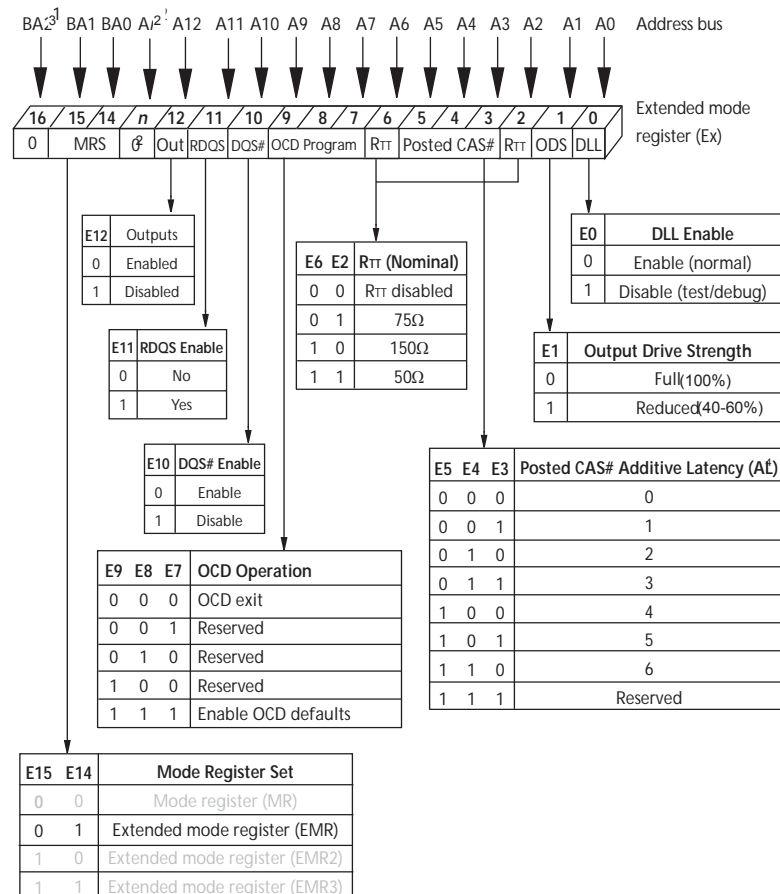 BA2 3 1 BA1 BA0 An 2 A12 A11 A10 A9 A8 A7 A6 A5 A4 A3 A2 A1 A0 Address bus
16 15 14 n 12 11 10 9 8 7 6 5 4 3 2 1 0
0 MRS 0 2 Out RDQS DQS# OCD Program RTT Posted CAS# RTT ODS DLL
Extended mode
register (Ex)
E12 Outputs
0 Enabled
1 Disabled
E11 RDQS Enable
0 No
1 Yes
E10 DQS# Enable
0 Enable
1 Disable
E6 E2 RTT (Nominal)
0 0 RTT disabled
0 1 75Ω
1 0 150Ω
1 1 50Ω
E0 DLL Enable
0 Enable (normal)
1 Disable (test/debug)
E1 Output Drive Strength
0 Full(100%)
1 Reduced(40-60%)
E5 E4 E3 Posted CAS# Additive Latency (AL)
0 0 0 0
0 0 1 1
0 1 0 2
0 1 1 3
1 0 0 4
1 0 1 5
1 1 0 6
1 1 1 Reserved
E9 E8 E7 OCD Operation
0 0 0 OCD exit
0 0 1 Reserved
0 1 0 Reserved
1 0 0 Reserved
1 1 1 Enable OCD defaults
E15 E14 Mode Register Set
0 0 Mode register (MR)
0 1 Extended mode register (EMR)
1 0 Extended mode register (EMR2)
1 1 Extended mode register (EMR3)